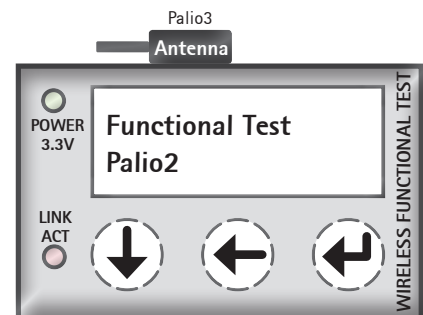 Palio3
Antenna
POWER
3.3V
Functional Test
Palio2
LINK
ACT
WIRELESS FUNCTIONAL TEST